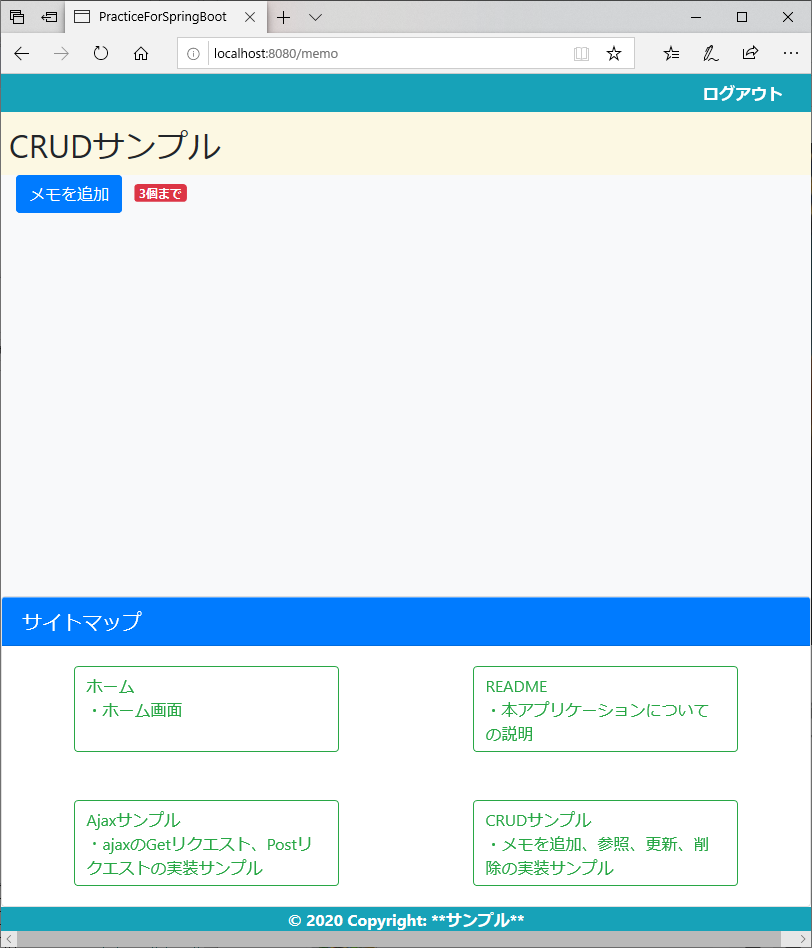 PracticeForSpringBoot
localhost:8080/memo
ログアウト
CRUDサンプル
メモを追加 3個まで
サイトマップ
ホーム
・ホーム画面
README
・本アプリケーションについて
の説明
Ajaxサンプル
・ajaxのGetリクエスト、Postリ
クエストの実装サンプル
CRUDサンプル
・メモを追加、参照、更新、削
除の実装サンプル
© 2020 Copyright: **サンプル**